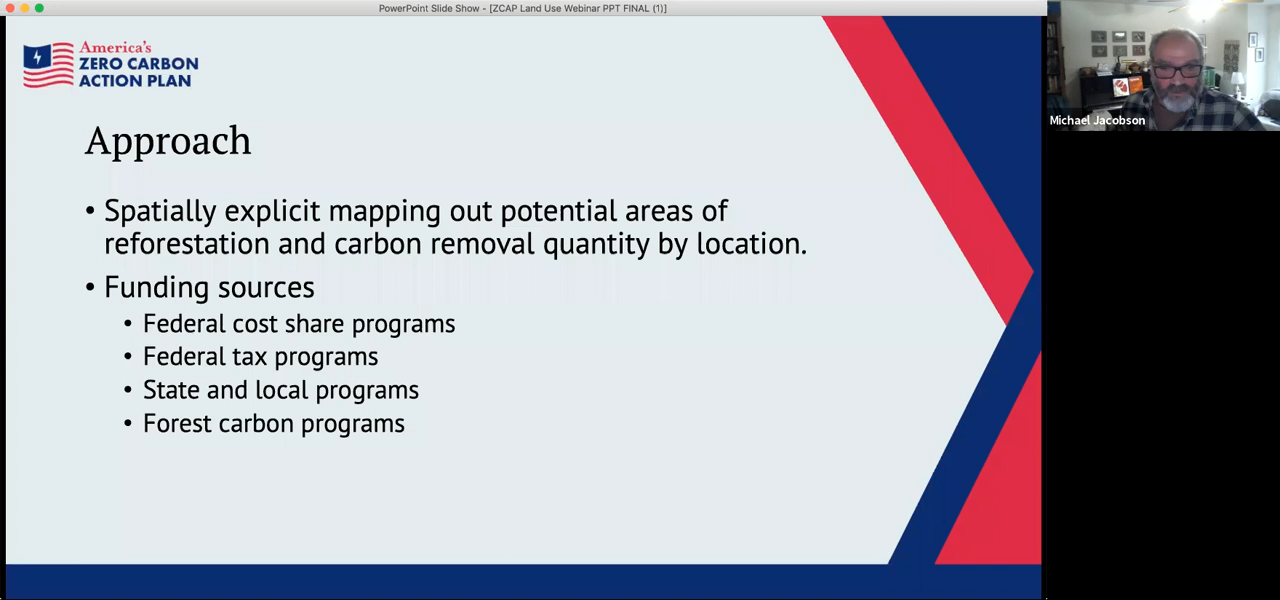 PowerPoint Slide Show - [ZCAP Land Use Webinar PPT FINAL (1)]
America's
ZERO CARBON
ACTION PLAN
Michael Jacobson
Approach
• Spatially explicit mapping out potential areas of
reforestation and carbon removal quantity by location.
• Funding sources
• Federal cost share programs
• Federal tax programs
• State and local programs
• Forest carbon programs